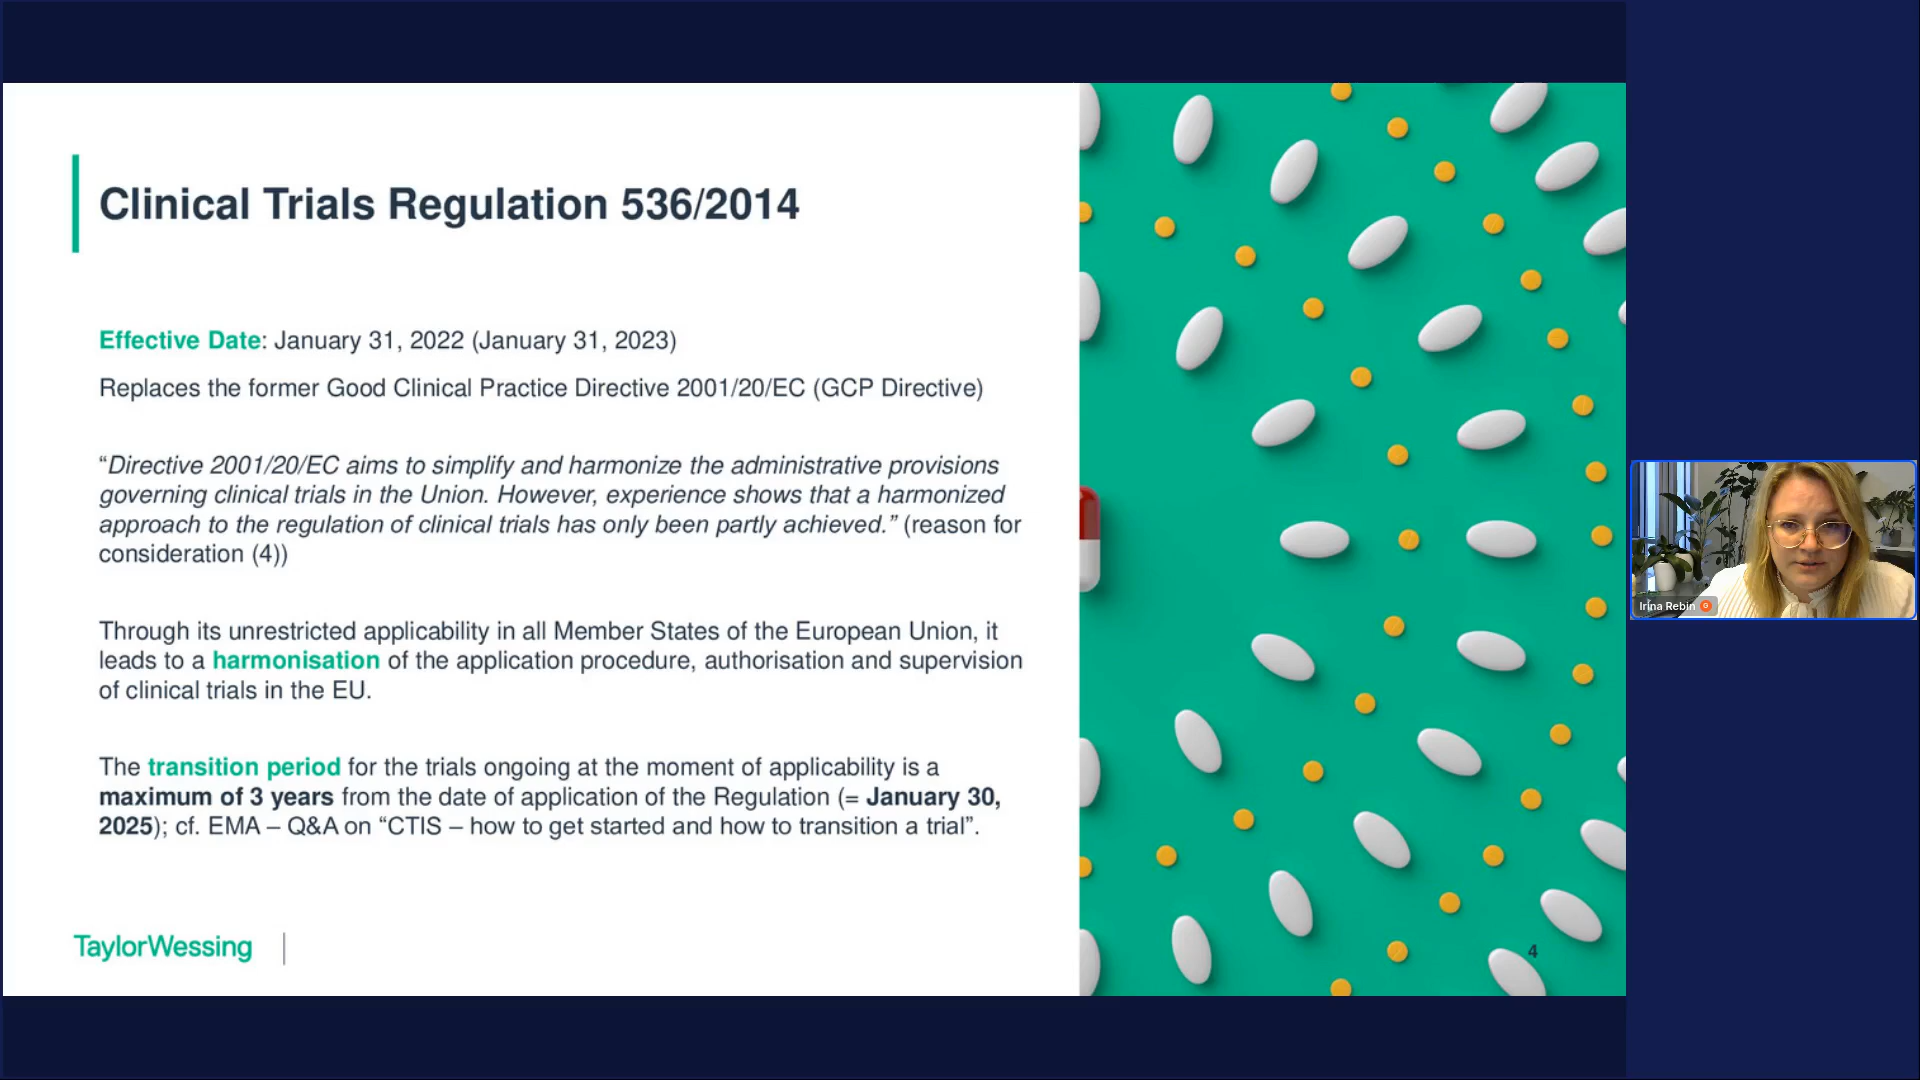 Clinical Trials Regulation 536/2014
Effective Date: January 31, 2022 (January 31, 2023)
Replaces the former Good Clinical Practice Directive 2001/20/EC (GCP Directive)
“Directive 2001/20/EC aims to simplify and harmonize the administrative provisions
governing clinical trials in the Union. However, experience shows that a harmonized
approach to the regulation of clinical trials has only been partly achieved.” (reason for
consideration (4))
Through its unrestricted applicability in all Member States of the European Union, it
leads to a harmonisation of the application procedure, authorisation and supervision
of clinical trials in the EU.
The transition period for the trials ongoing at the moment of applicability is a
maximum of 3 years from the date of application of the Regulation (= January 30,
2025); cf. EMA – Q&A on “CTIS – how to get started and how to transition a trial”.
TaylorWessing
4
Irina Rebin G